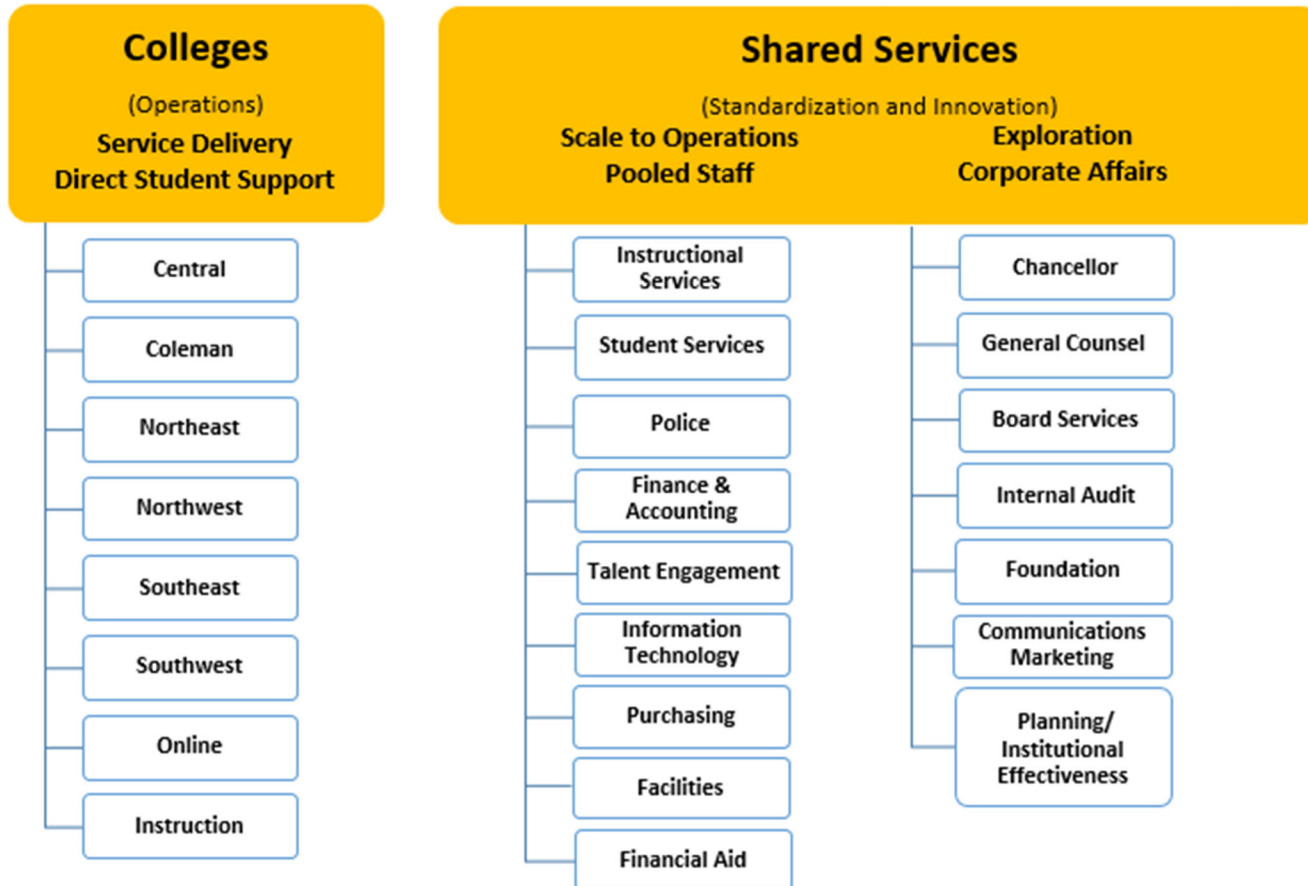 Colleges
(Operations)
Service Delivery
Direct Student Support
Central
Coleman
Northeast
Northwest
Southeast
Southwest
Online
Instruction
Shared Services
(Standardization and Innovation)
Scale to Operations
Pooled Staff
Instructional
Services
Student Services
Police
Finance &
Accounting
Talent Engagement
Information
Technology
Purchasing
Facilities
Financial Aid
Exploration
Corporate Affairs
Chancellor
General Counsel
Board Services
Internal Audit
Foundation
Communications
Marketing
Planning/
Institutional
Effectiveness